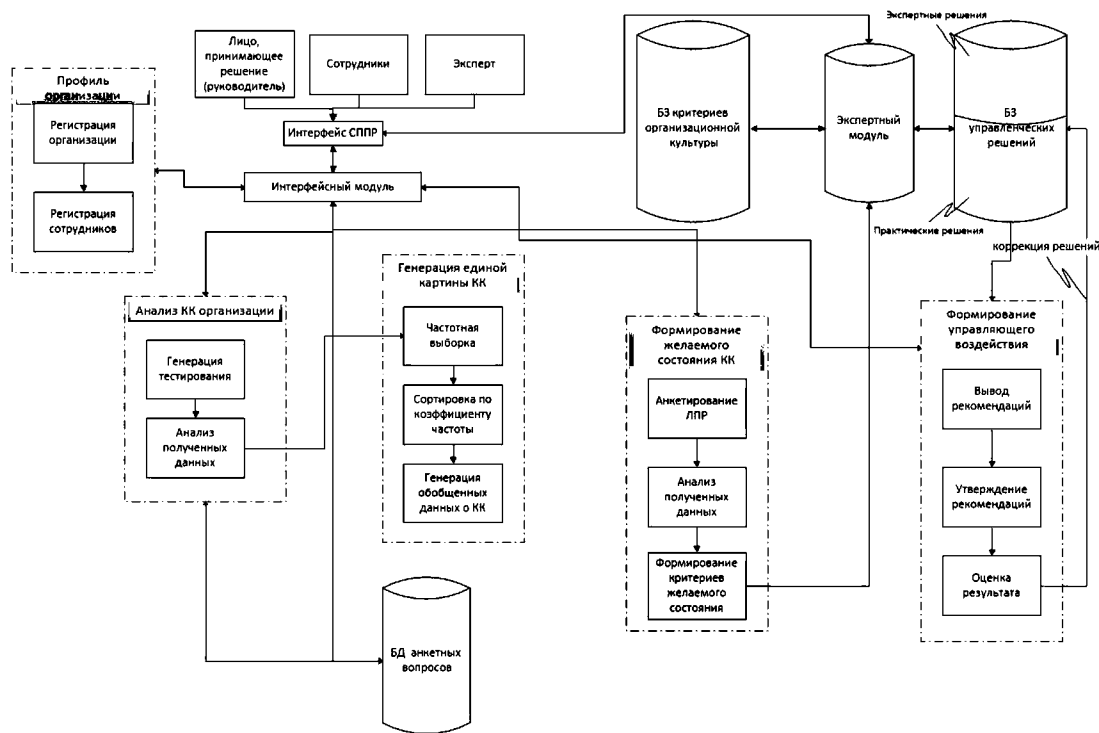 Лицо,
принимающее
решение
(руководитель)
Сотрудники
Эксперт
Интерфейс СППР
Интерфейсный модуль
Профиль
организации
Регистрация
организации
Регистрация
сотрудников
БЗ критериев
организационной
культуры
Экспертный
модуль
Экспертные решения
БЗ
управленческих
решений
Практические решения
коррекция решений
Анализ КК организации
Генерация
тестирования
Анализ
полученных
данных
Генерация единой
картины КК
Частотная
выборка
Сортировка по
коэффициенту
частоты
Генерация
обобщенных
данных о КК
Формирование
желаемого
состояния КК
Анкетирование
ЛПР
Анализ
полученных
данных
Формирование
критериев
желаемого
состояния
Формирование
управляющего
воздействия
Вывод
рекомендаций
Утверждение
рекомендаций
Оценка
результата
БД анкетных
вопросов